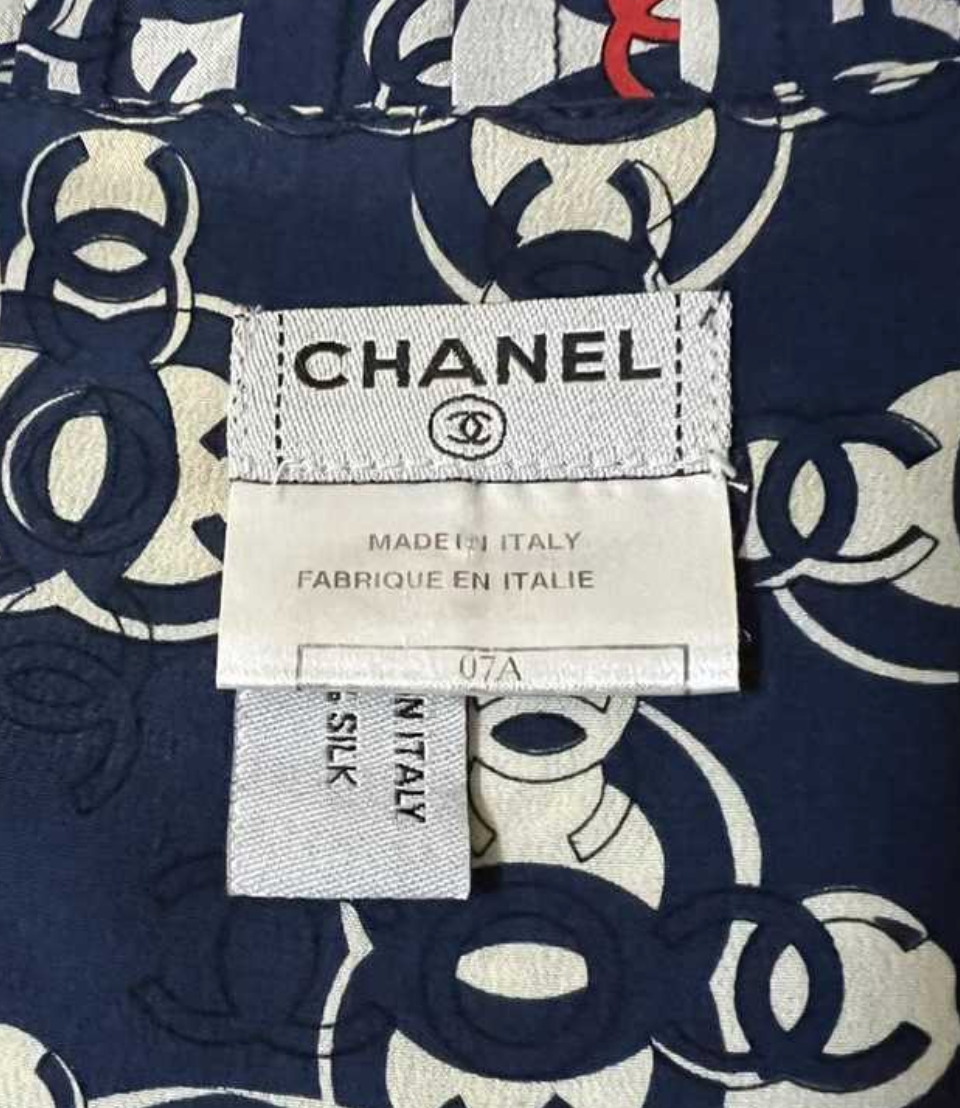 CHANEL
MADE IN ITALY
FABRIQUE EN ITALIE
07A
N ITALY
SILK